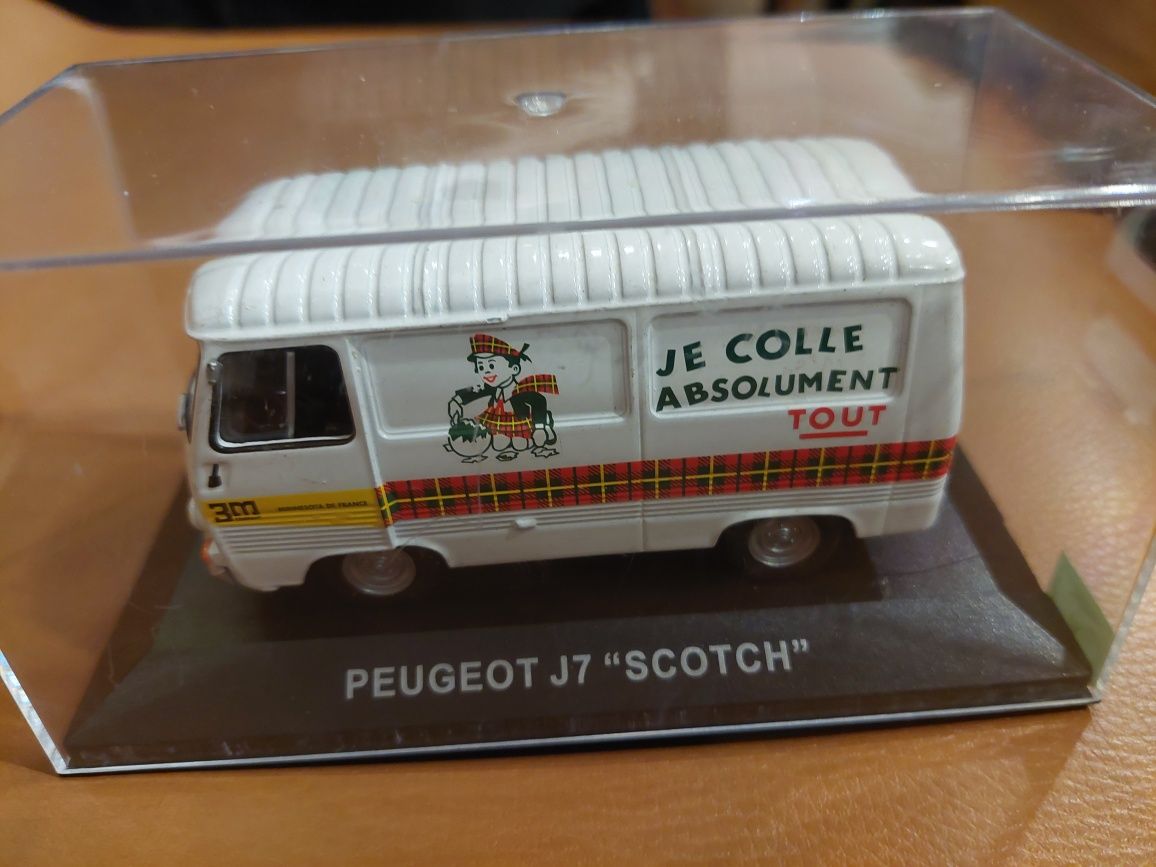 JE COLLE
ABSOLUMENT
TOUT
3M MINNESOTA DE FRANCE
PEUGEOT J7 “SCOTCH”